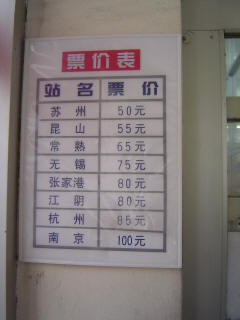 票价表
站名 票价
苏州 50元
昆山 55元
常熟 65元
无锡 75元
张家港 80元
江阴 80元
杭州 85元
南京 100元